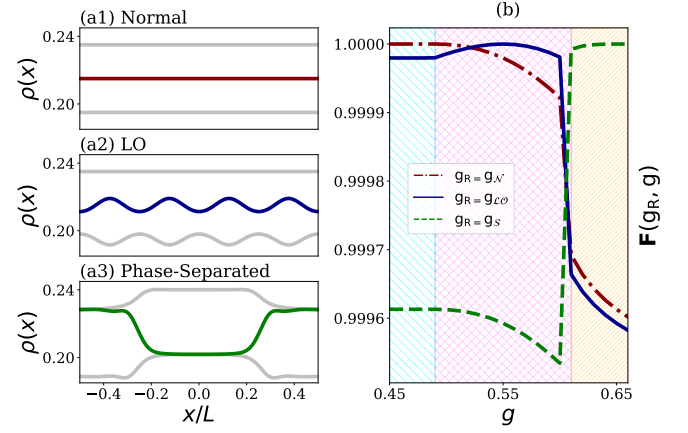 (a1) Normal
0.24
0.20
ρ(x)
(a2) LO
0.24
0.20
ρ(x)
(a3) Phase-Separated
0.24
0.20
ρ(x)
−0.4 −0.2 0.0 0.2 0.4
x/L
(b)
1.0000
0.9999
0.9998
0.9997
0.9996
g_R = g_𝒩
g_R = g_ℒ𝒪
g_R = g_𝒮
0.45 0.55 0.65
g
F(g_R, g)